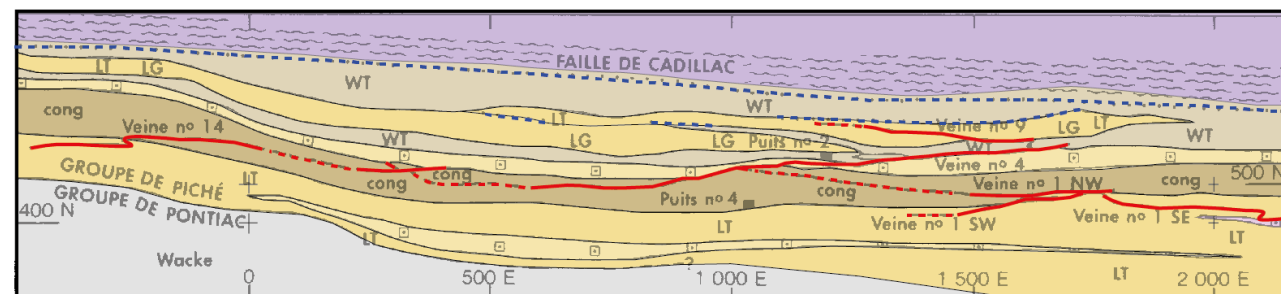 FAILLE DE CADILLAC
LT
LG
WT
WT
cong
Veine nº 14
LT
LG
LG
Puits nº 2
Veine nº 9
LG
LT
WT
WT
WT
Veine nº 4
cong
cong
cong
Veine nº 1 NW
cong
500 N
GROUPE DE PICHÉ
LT
GROUPE DE PONTIAC
400 N
Puits nº 4
LT
Veine nº 1 SW
Veine nº 1 SE
LT
LT
Wacke
?
LT
0
500 E
1 000 E
1 500 E
2 000 E